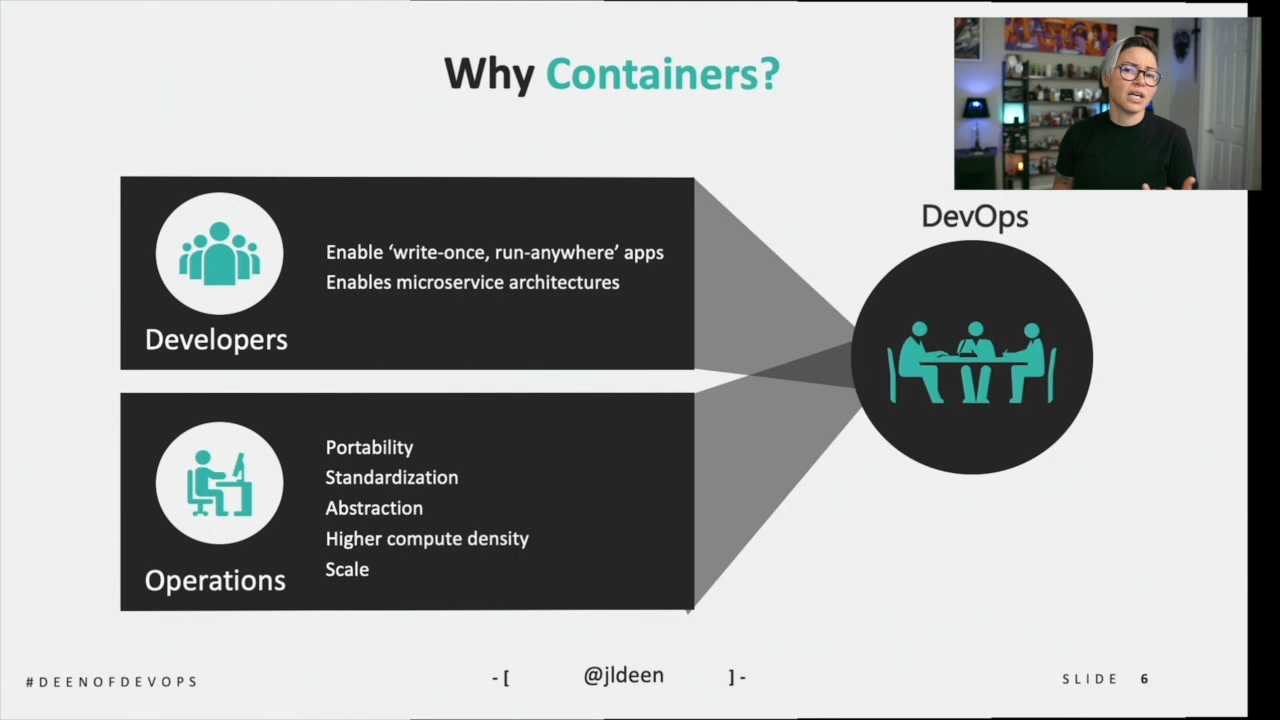 Why Containers?
Enable ‘write-once, run-anywhere’ apps
Enables microservice architectures
Developers
DevOps
Portability
Standardization
Abstraction
Higher compute density
Scale
Operations
#DEENOFDEVOPS
-[ @jldeen ]-
SLIDE 6